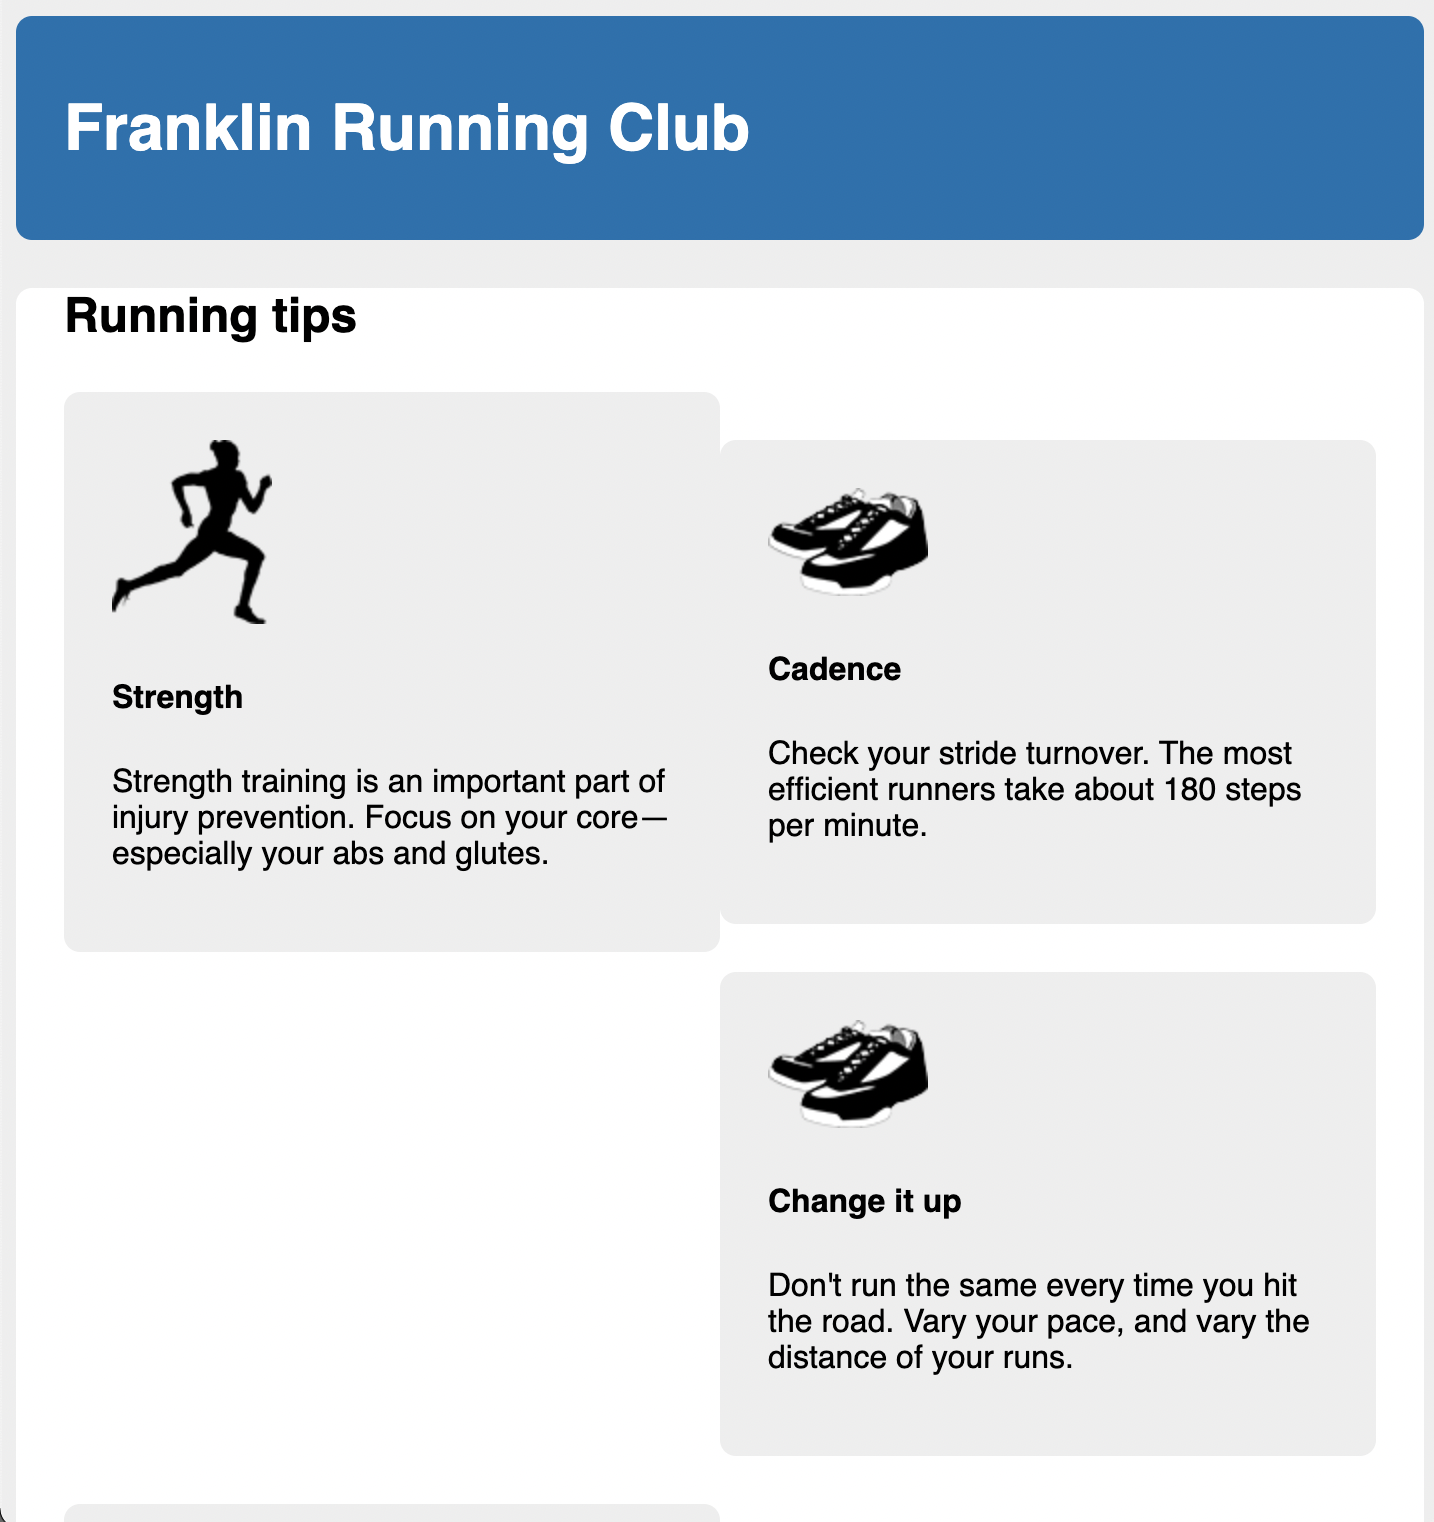 Franklin Running Club
Running tips
Strength
Strength training is an important part of
injury prevention. Focus on your core—
especially your abs and glutes.
Cadence
Check your stride turnover. The most
efficient runners take about 180 steps
per minute.
Change it up
Don't run the same every time you hit
the road. Vary your pace, and vary the
distance of your runs.